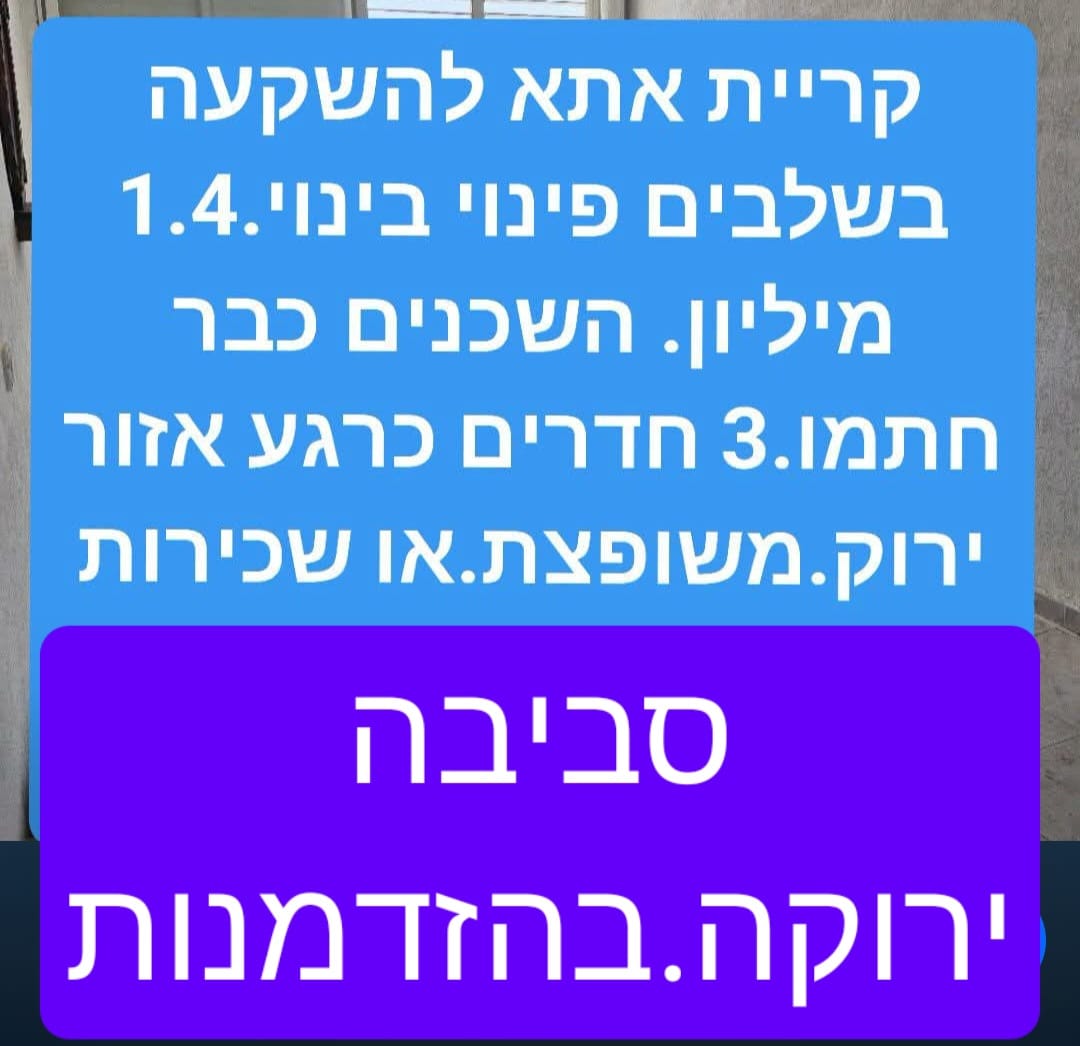 קריית אתא להשקעה
בשלבים פינוי בינוי.1.4
מיליון. השכנים כבר
חתמו.3 חדרים כרגע אזור
ירוק.משופצת.או שכירות
סביבה
ירוקה.בהזדמנות